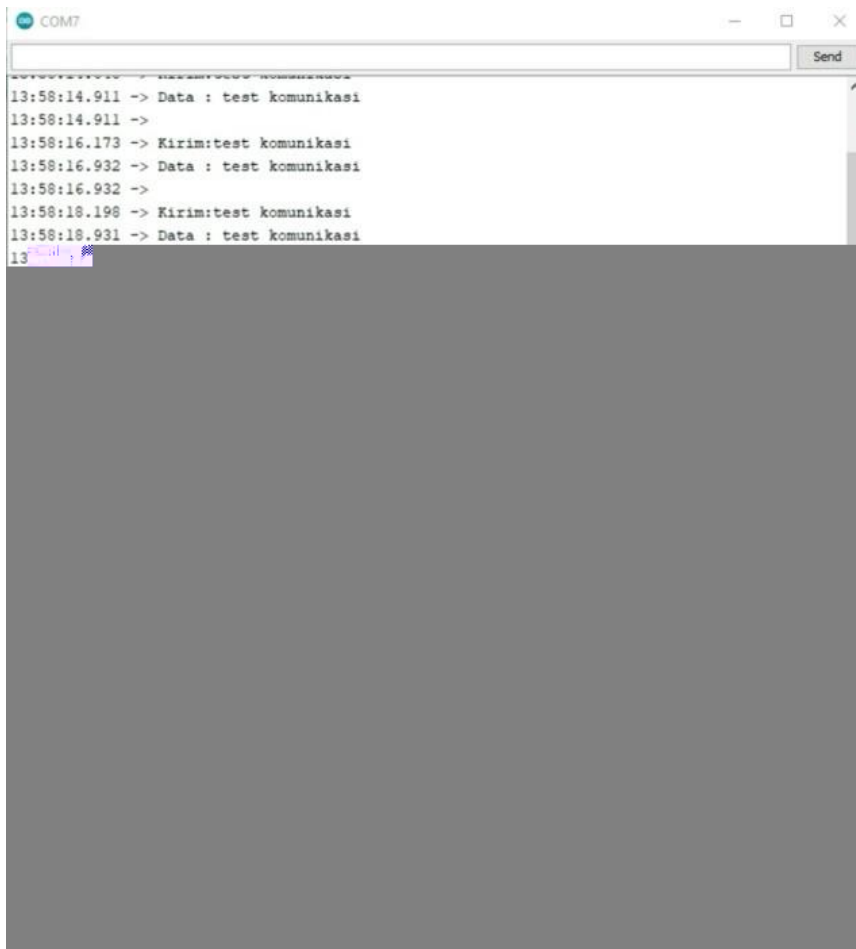 COM7
Send
13:58:14.911 -> Data : test komunikasi
13:58:14.911 ->
13:58:16.173 -> Kirim:test komunikasi
13:58:16.932 -> Data : test komunikasi
13:58:16.932 ->
13:58:18.198 -> Kirim:test komunikasi
13:58:18.931 -> Data : test komunikasi
13